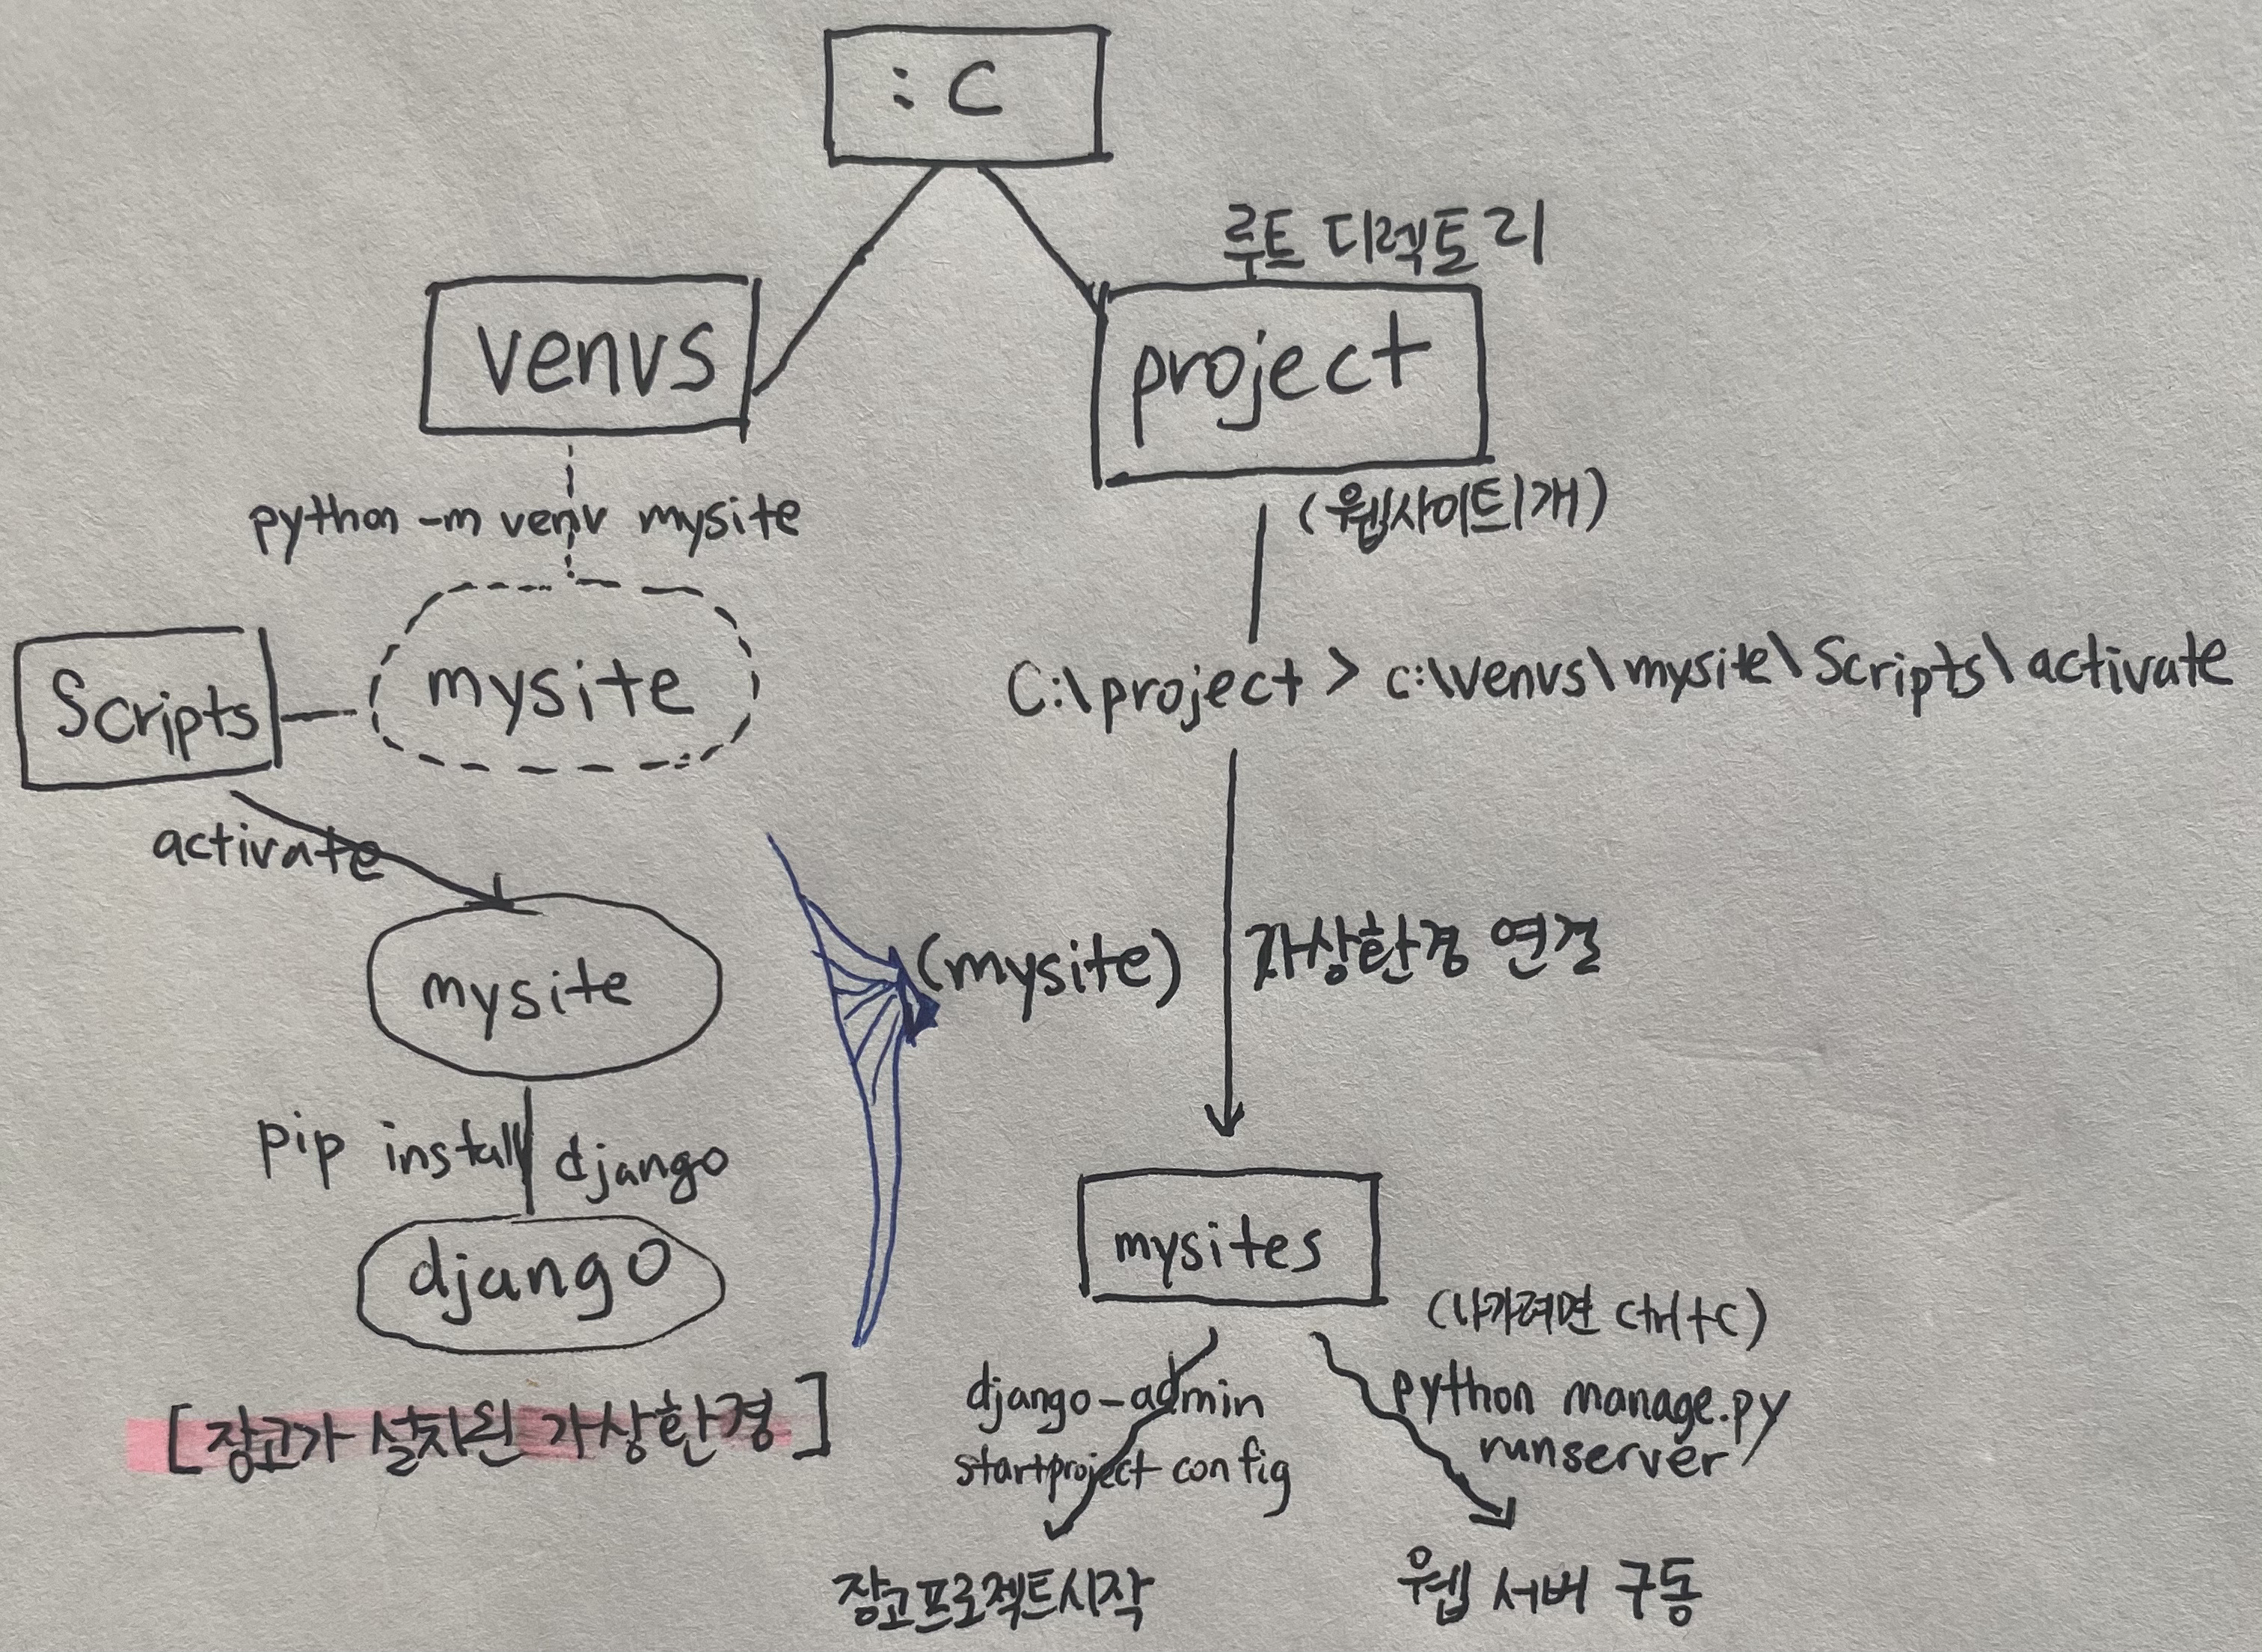 : C
venvs
루트 디렉토리
project
(웹사이트1개)
python -m venv mysite
Scripts
mysite
activate
mysite
pip install django
django
[장고가 설치된 가상환경]
C:\project > c:\venvs\mysite\Scripts\activate
(mysite)
가상환경 연결
mysites
django-admin
startproject config
장고프로젝트시작
(나가려면 ctrl+c)
python manage.py
runserver
웹 서버 구동